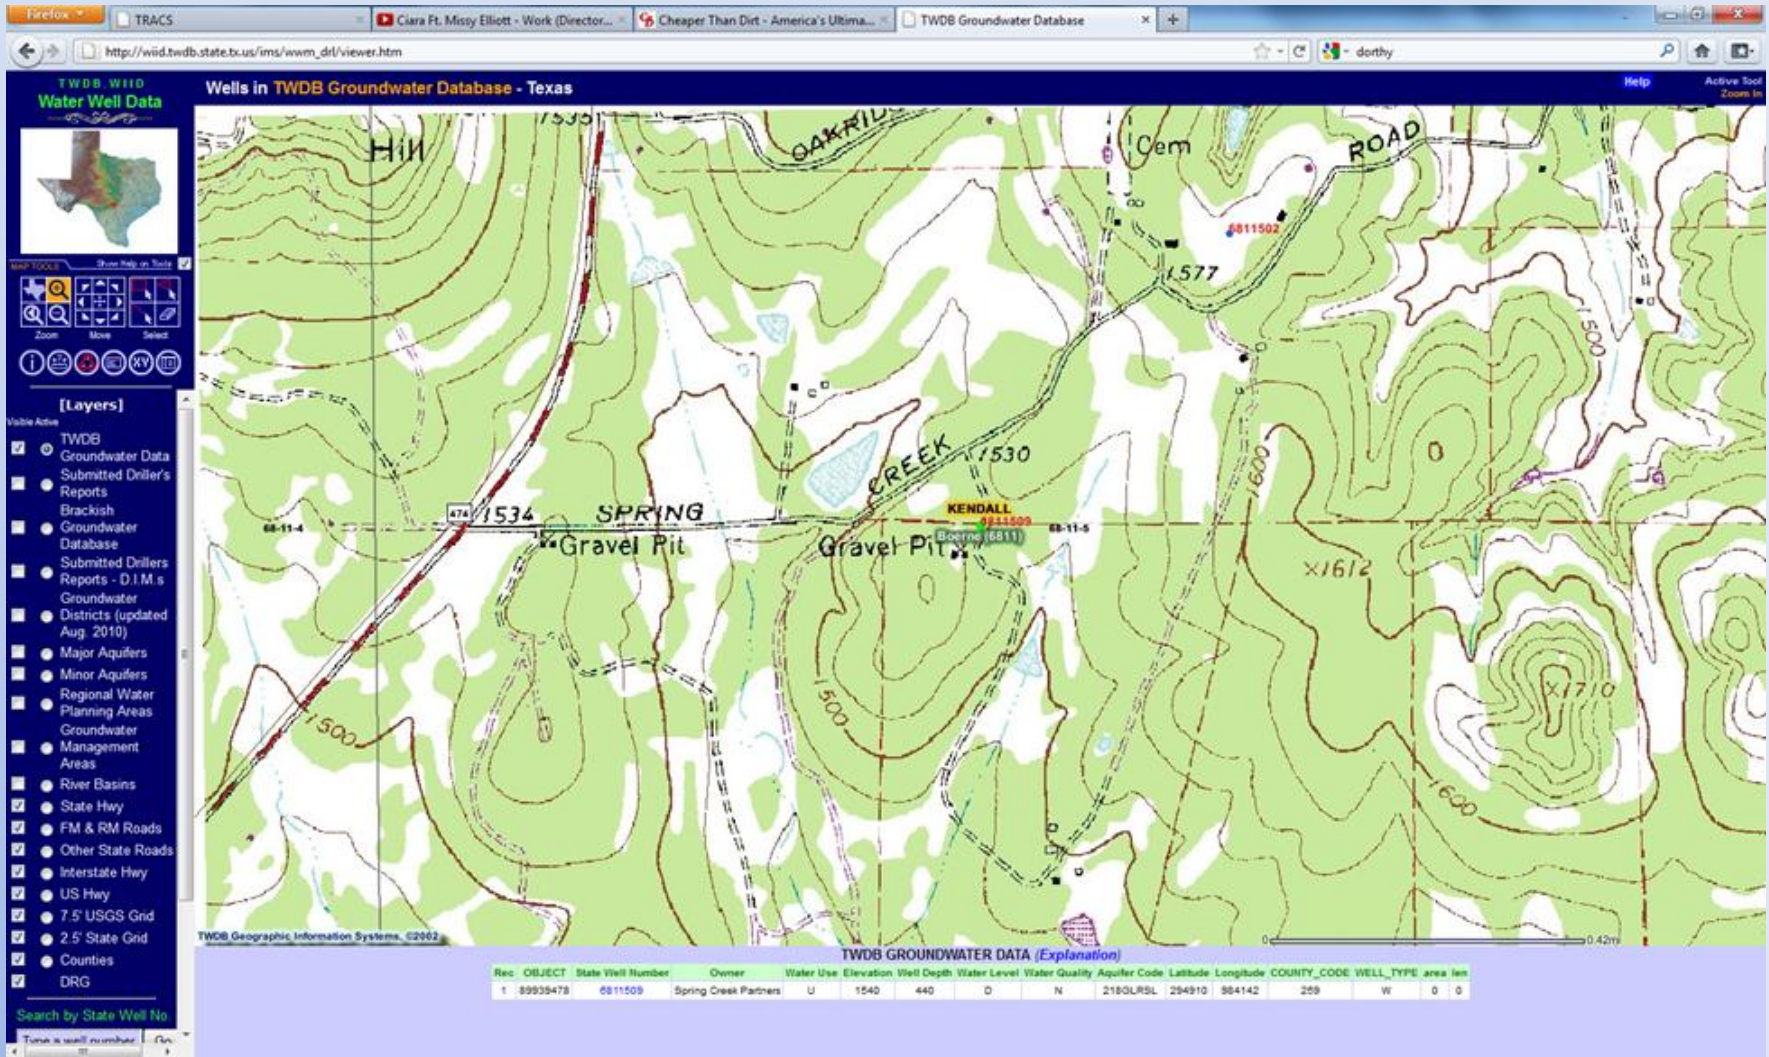 Firefox
TRACS
Ciara Ft. Missy Elliott - Work (Director...
Cheaper Than Dirt - America's Ultima...
TWDB Groundwater Database
http://wiid.twdb.state.tx.us/ims/wwm_drl/viewer.htm
dorthy
TWDB.WIID
Water Well Data
Wells in TWDB Groundwater Database - Texas
Help
Active Tool
Zoom In
MAP TOOLS
Show Help on Tools
Zoom
Move
Select
XY
[Layers]
Visible Active
TWDB
Groundwater Data
Submitted Driller's
Reports
Brackish
Groundwater
Database
Submitted Drillers
Reports - D.I.M.s
Groundwater
Districts (updated
Aug. 2010)
Major Aquifers
Minor Aquifers
Regional Water
Planning Areas
Groundwater
Management
Areas
River Basins
State Hwy
FM & RM Roads
Other State Roads
Interstate Hwy
US Hwy
7.5' USGS Grid
2.5' State Grid
Counties
DRG
Search by State Well No.
Type a well number
Go
1535
Hill
OAKRID
Cem
ROAD
6811502
1577
1500
CREEK
1530
1600
474
1534
SPRING
KENDALL
6811509
68-11-4
68-11-5
Gravel Pit
Gravel Pit
Boerne (6811)
X1612
1500
1500
X1710
1600
TWDB Geographic Information Systems, ©2002
0
0.42m
TWDB GROUNDWATER DATA (Explanation)
Rec OBJECT State Well Number Owner Water Use Elevation Well Depth Water Level Water Quality Aquifer Code Latitude Longitude COUNTY_CODE WELL_TYPE area len
1 89939478 6811509 Spring Creek Partners U 1540 440 O N 218GLRSL 294910 984142 259 W 0 0